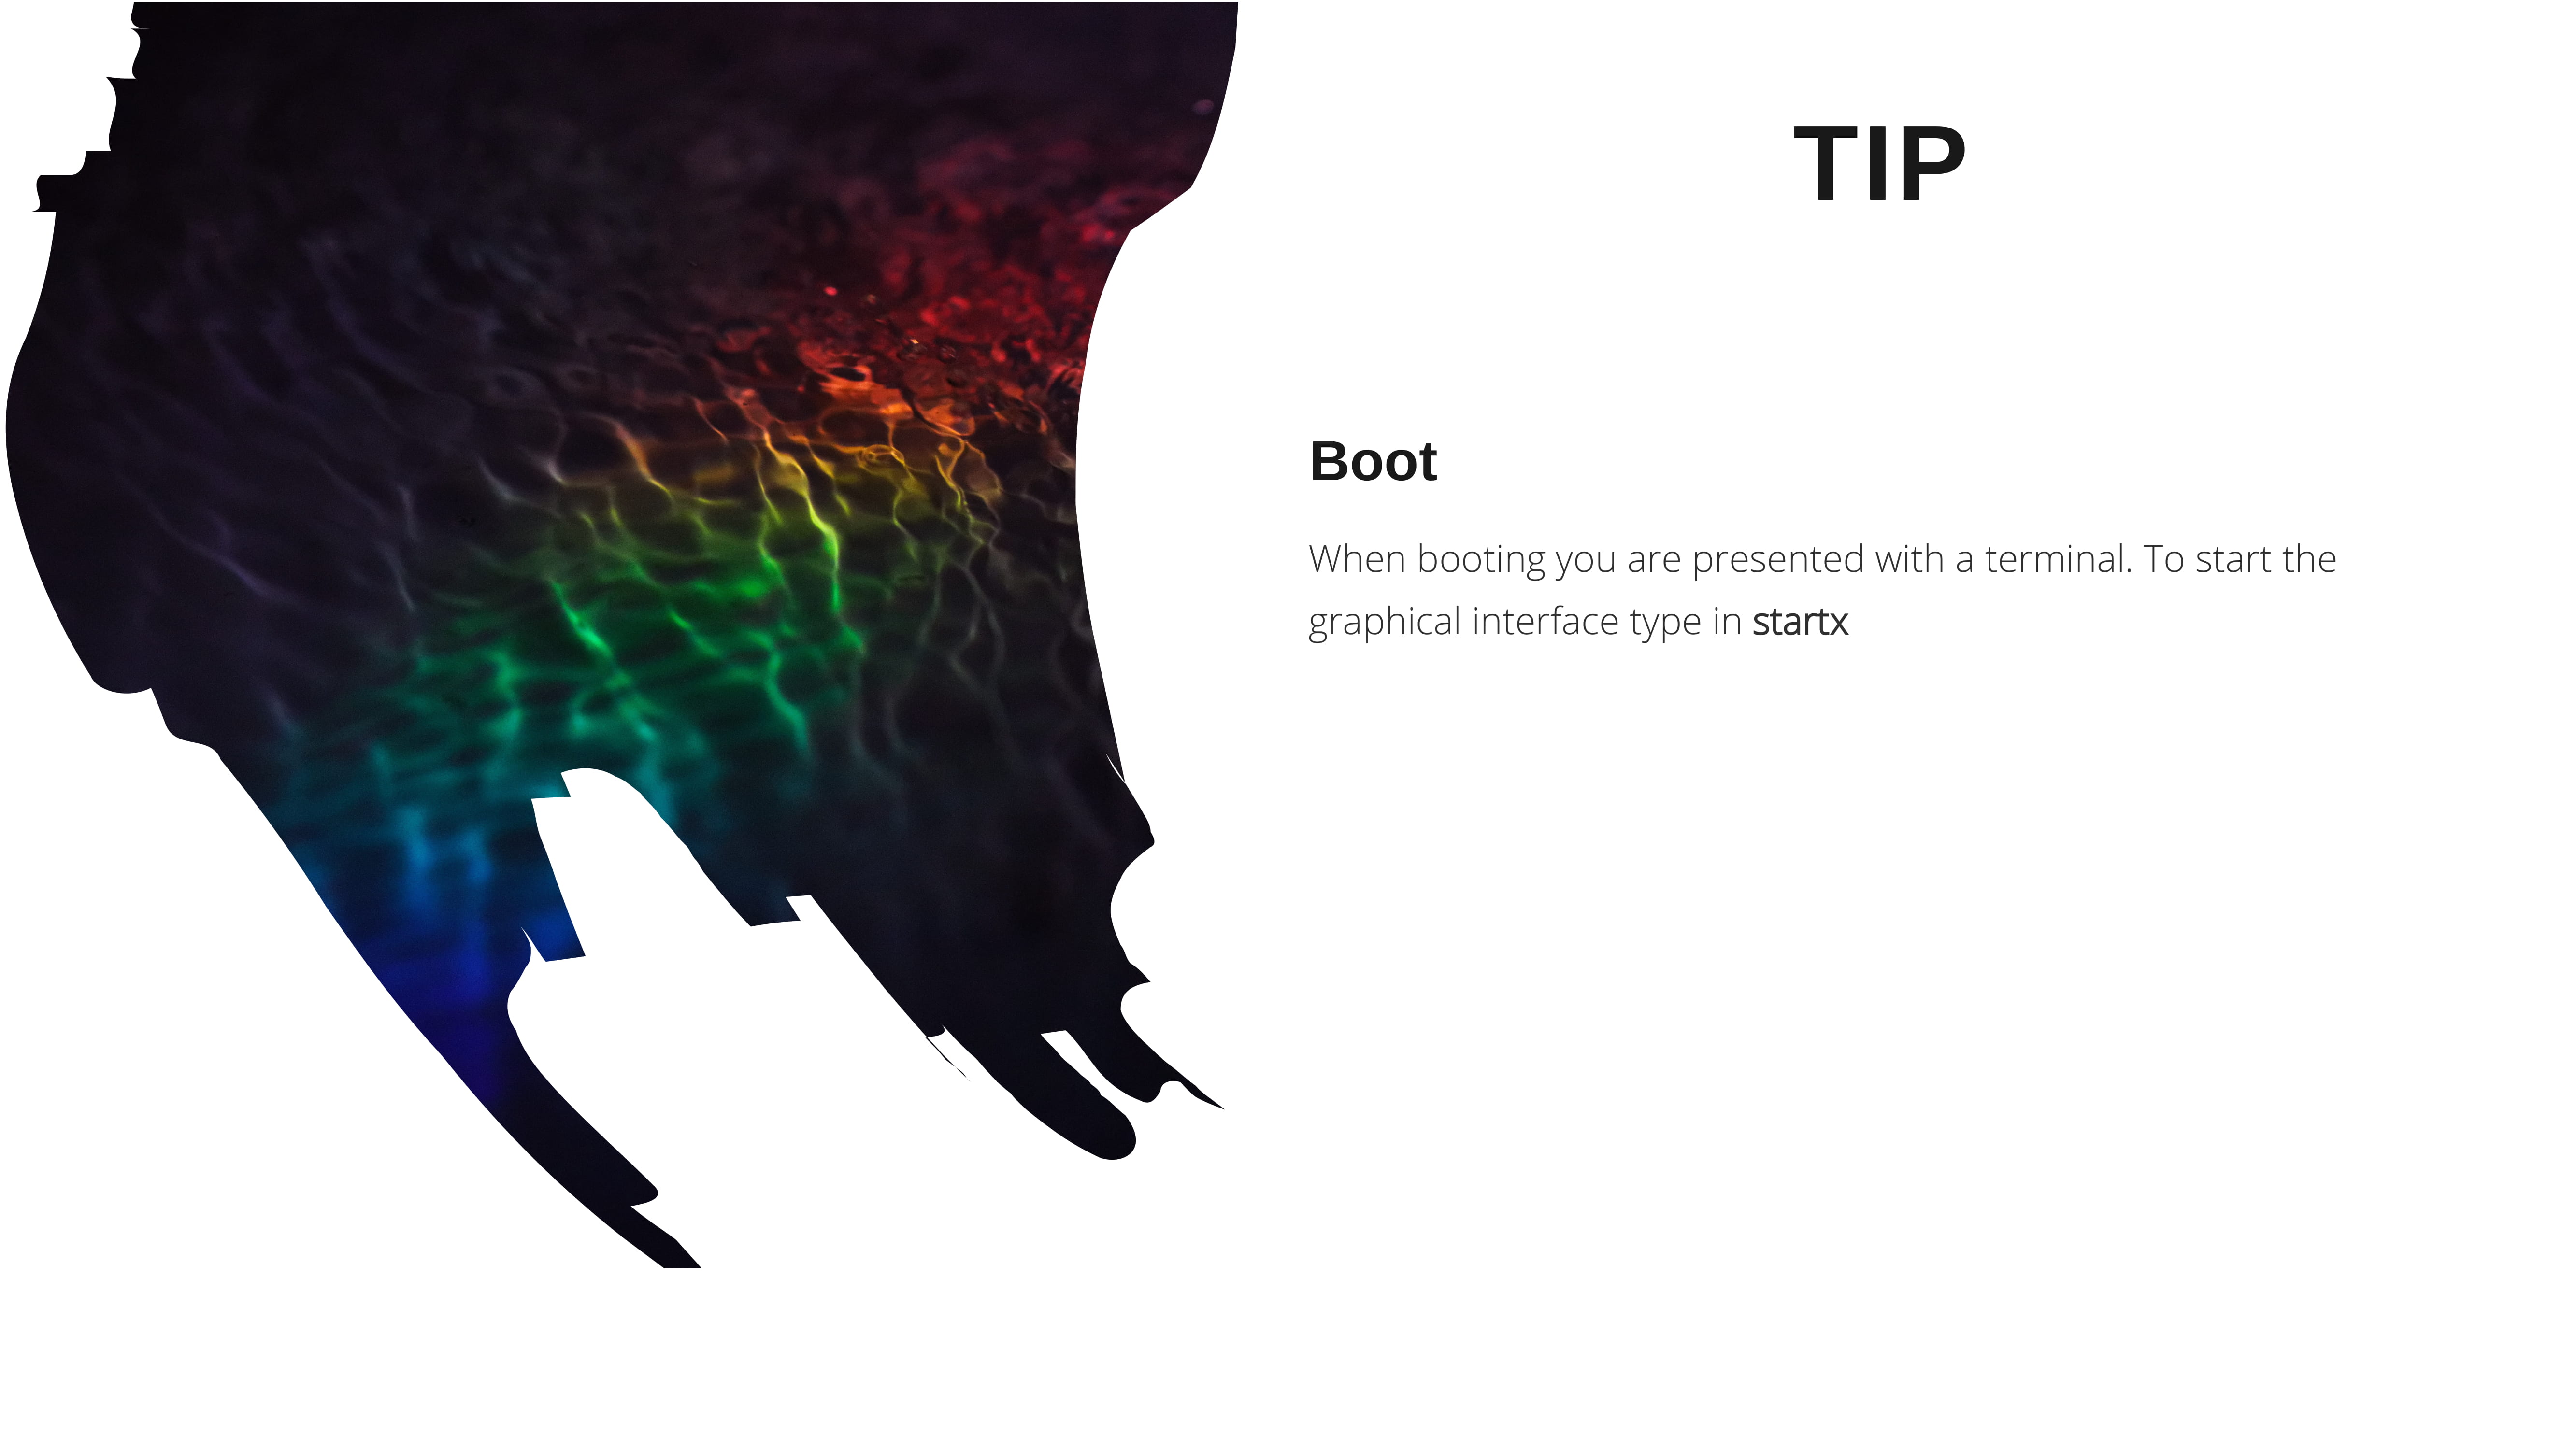 TIP
Boot
When booting you are presented with a terminal. To start the
graphical interface type in startx